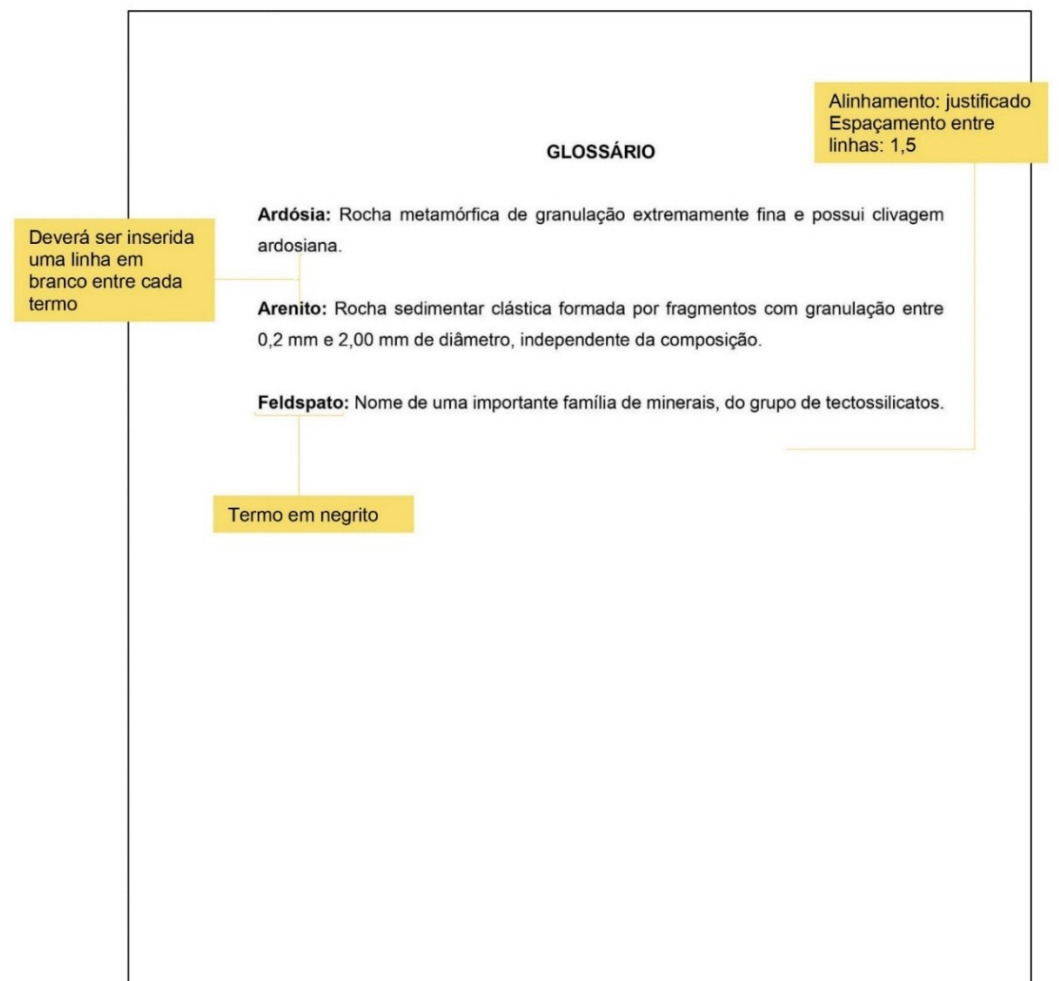 Alinhamento: justificado
Espaçamento entre
linhas: 1,5
GLOSSÁRIO
Ardósia: Rocha metamórfica de granulação extremamente fina e possui clivagem
ardosiana.
Deverá ser inserida
uma linha em
branco entre cada
termo
Arenito: Rocha sedimentar clástica formada por fragmentos com granulação entre
0,2 mm e 2,00 mm de diâmetro, independente da composição.
Feldspato: Nome de uma importante família de minerais, do grupo de tectossilicatos.
Termo em negrito